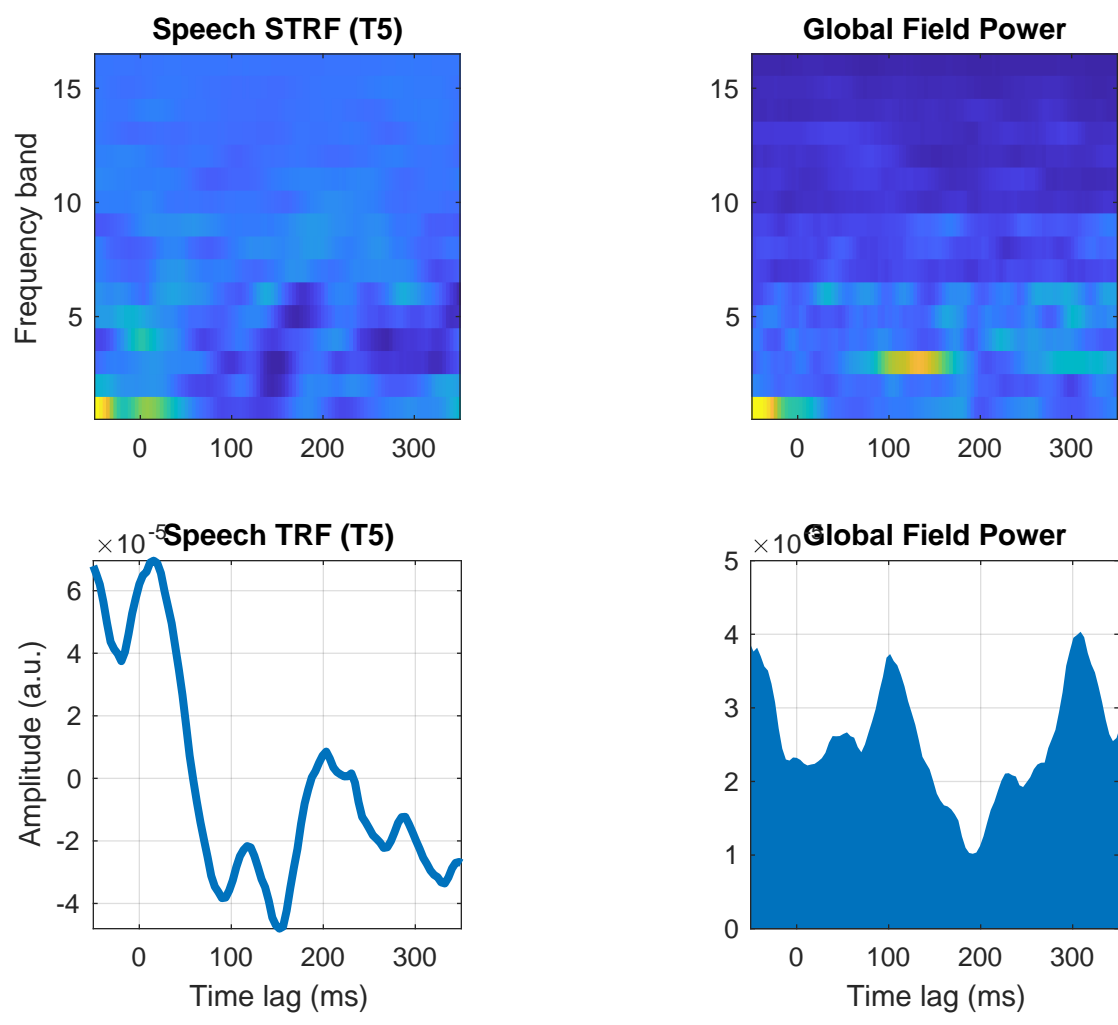 Speech STRF (T5)
Global Field Power
Frequency band
15
10
5
0 100 200 300
15
10
5
0 100 200 300
Speech TRF (T5)
×10-5
Amplitude (a.u.)
6
4
2
0
-2
-4
0 100 200 300
Time lag (ms)
Global Field Power
×10
5
4
3
2
1
0
0 100 200 300
Time lag (ms)